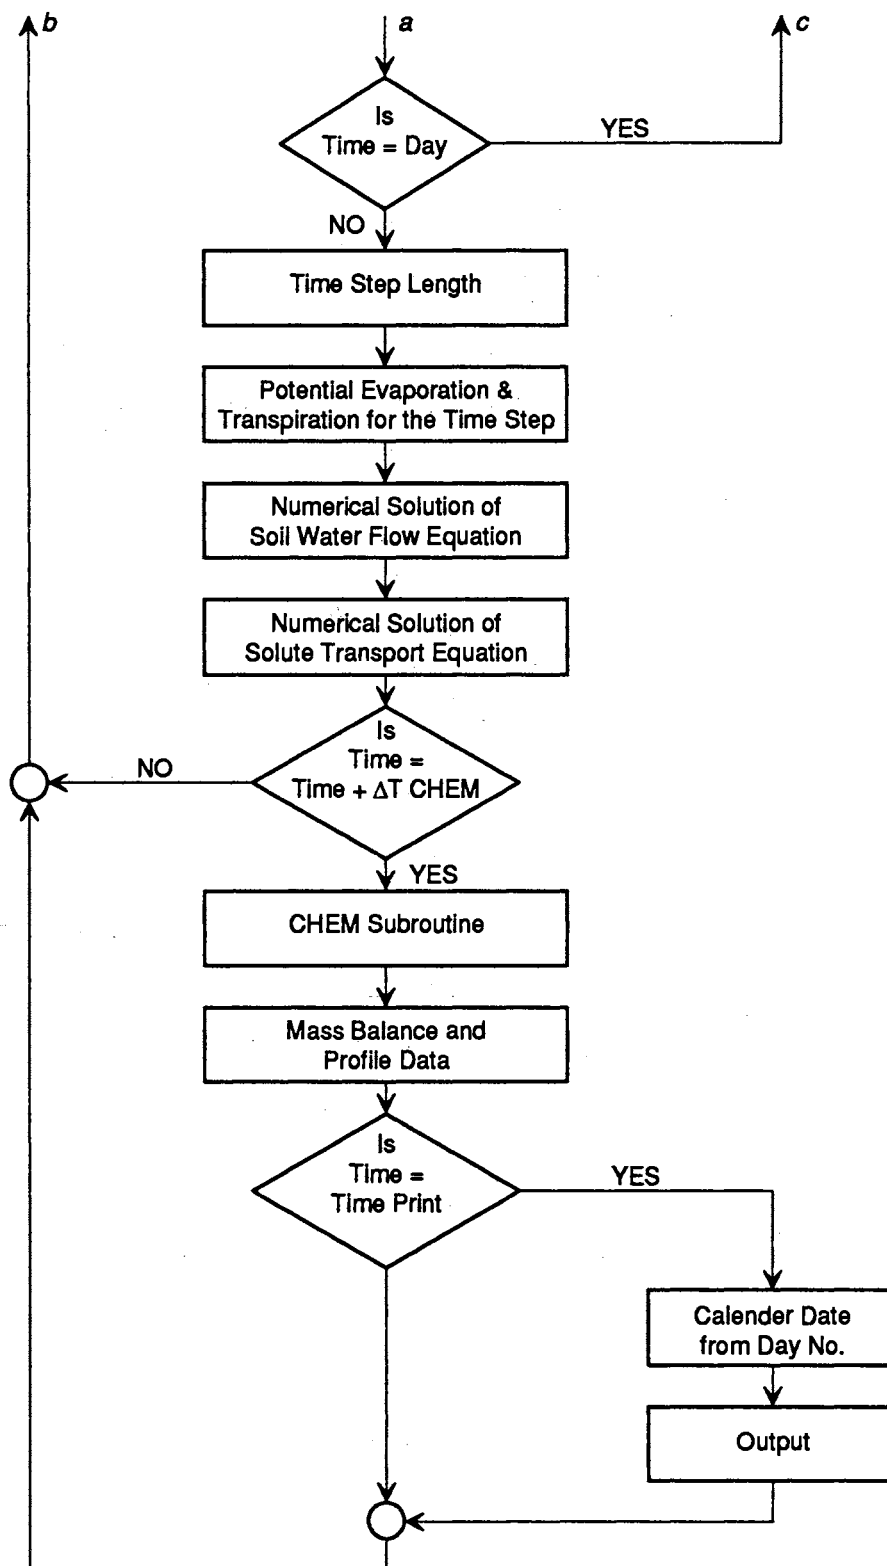 b
a
c
Is
Time = Day
YES
NO
Time Step Length
Potential Evaporation &
Transpiration for the Time Step
Numerical Solution of
Soil Water Flow Equation
Numerical Solution of
Solute Transport Equation
Is
Time =
Time + ΔT CHEM
NO
YES
CHEM Subroutine
Mass Balance and
Profile Data
Is
Time =
Time Print
YES
Calender Date
from Day No.
Output